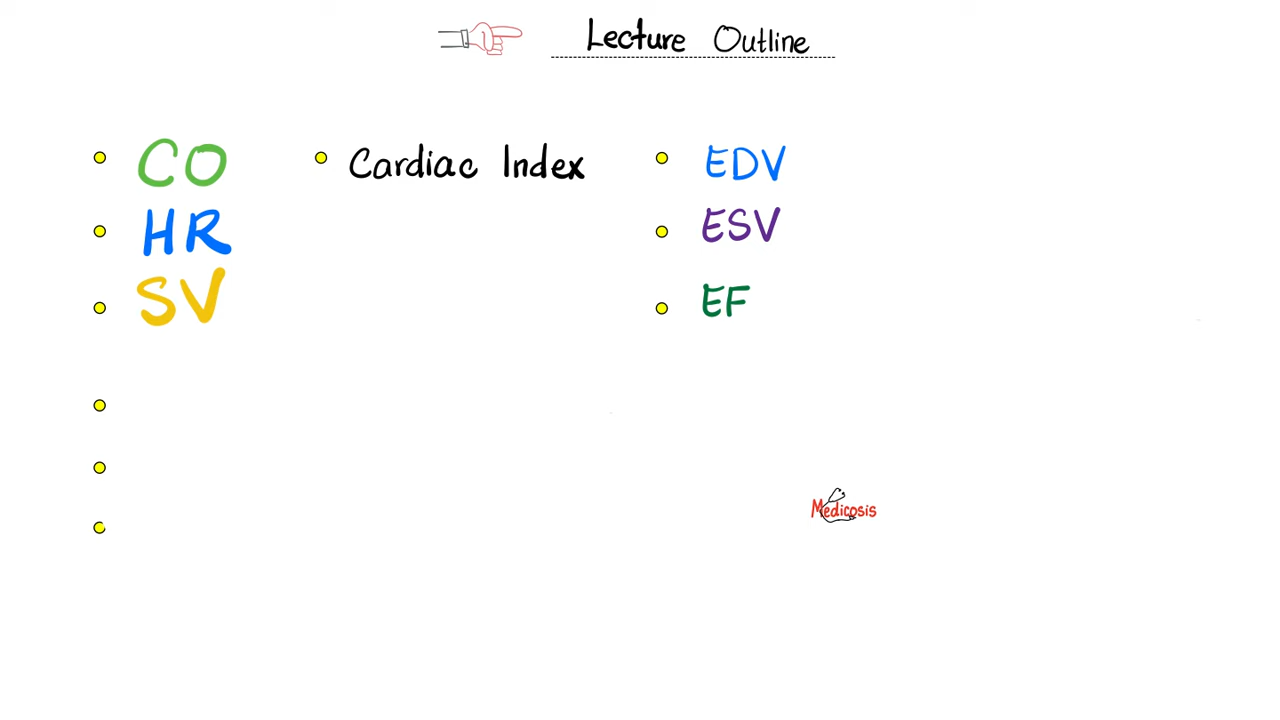 Lecture Outline
CO
HR
SV
Cardiac Index
EDV
ESV
EF
Medicosis